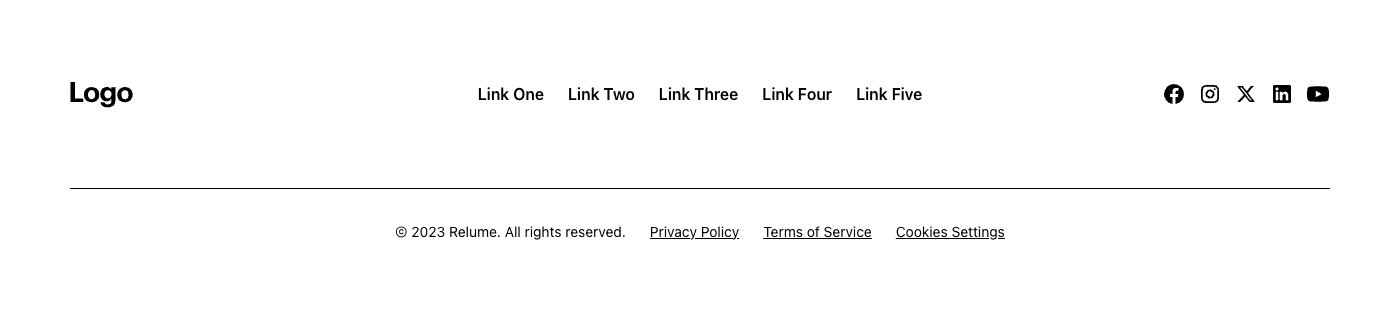 Logo Link One Link Two Link Three Link Four Link Five
© 2023 Relume. All rights reserved. Privacy Policy Terms of Service Cookies Settings